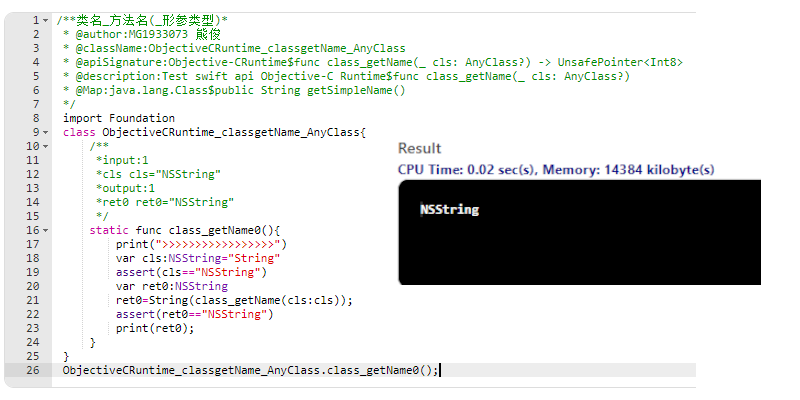 1 /**类名_方法名(_形参类型)*
2 * @author:MG1933073 熊俊
3 * @className:ObjectiveCRuntime_classgetName_AnyClass
4 * @apiSignature:Objective-CRuntime$func class_getName(_ cls: AnyClass?) -> UnsafePointer<Int8>
5 * @description:Test swift api Objective-C Runtime$func class_getName(_ cls: AnyClass?)
6 * @Map:java.lang.Class$public String getSimpleName()
7 */
8 import Foundation
9 class ObjectiveCRuntime_classgetName_AnyClass{
10 /**
11 *input:1
12 *cls cls="NSString"
13 *output:1
14 *ret0 ret0="NSString"
15 */
16 static func class_getName0(){
17 print(">>>>>>>>>>>>>>>>>")
18 var cls:NSString="String"
19 assert(cls=="NSString")
20 var ret0:NSString
21 ret0=String(class_getName(cls:cls));
22 assert(ret0=="NSString")
23 print(ret0);
24 }
25 }
26 ObjectiveCRuntime_classgetName_AnyClass.class_getName0();
Result
CPU Time: 0.02 sec(s), Memory: 14384 kilobyte(s)
NSString